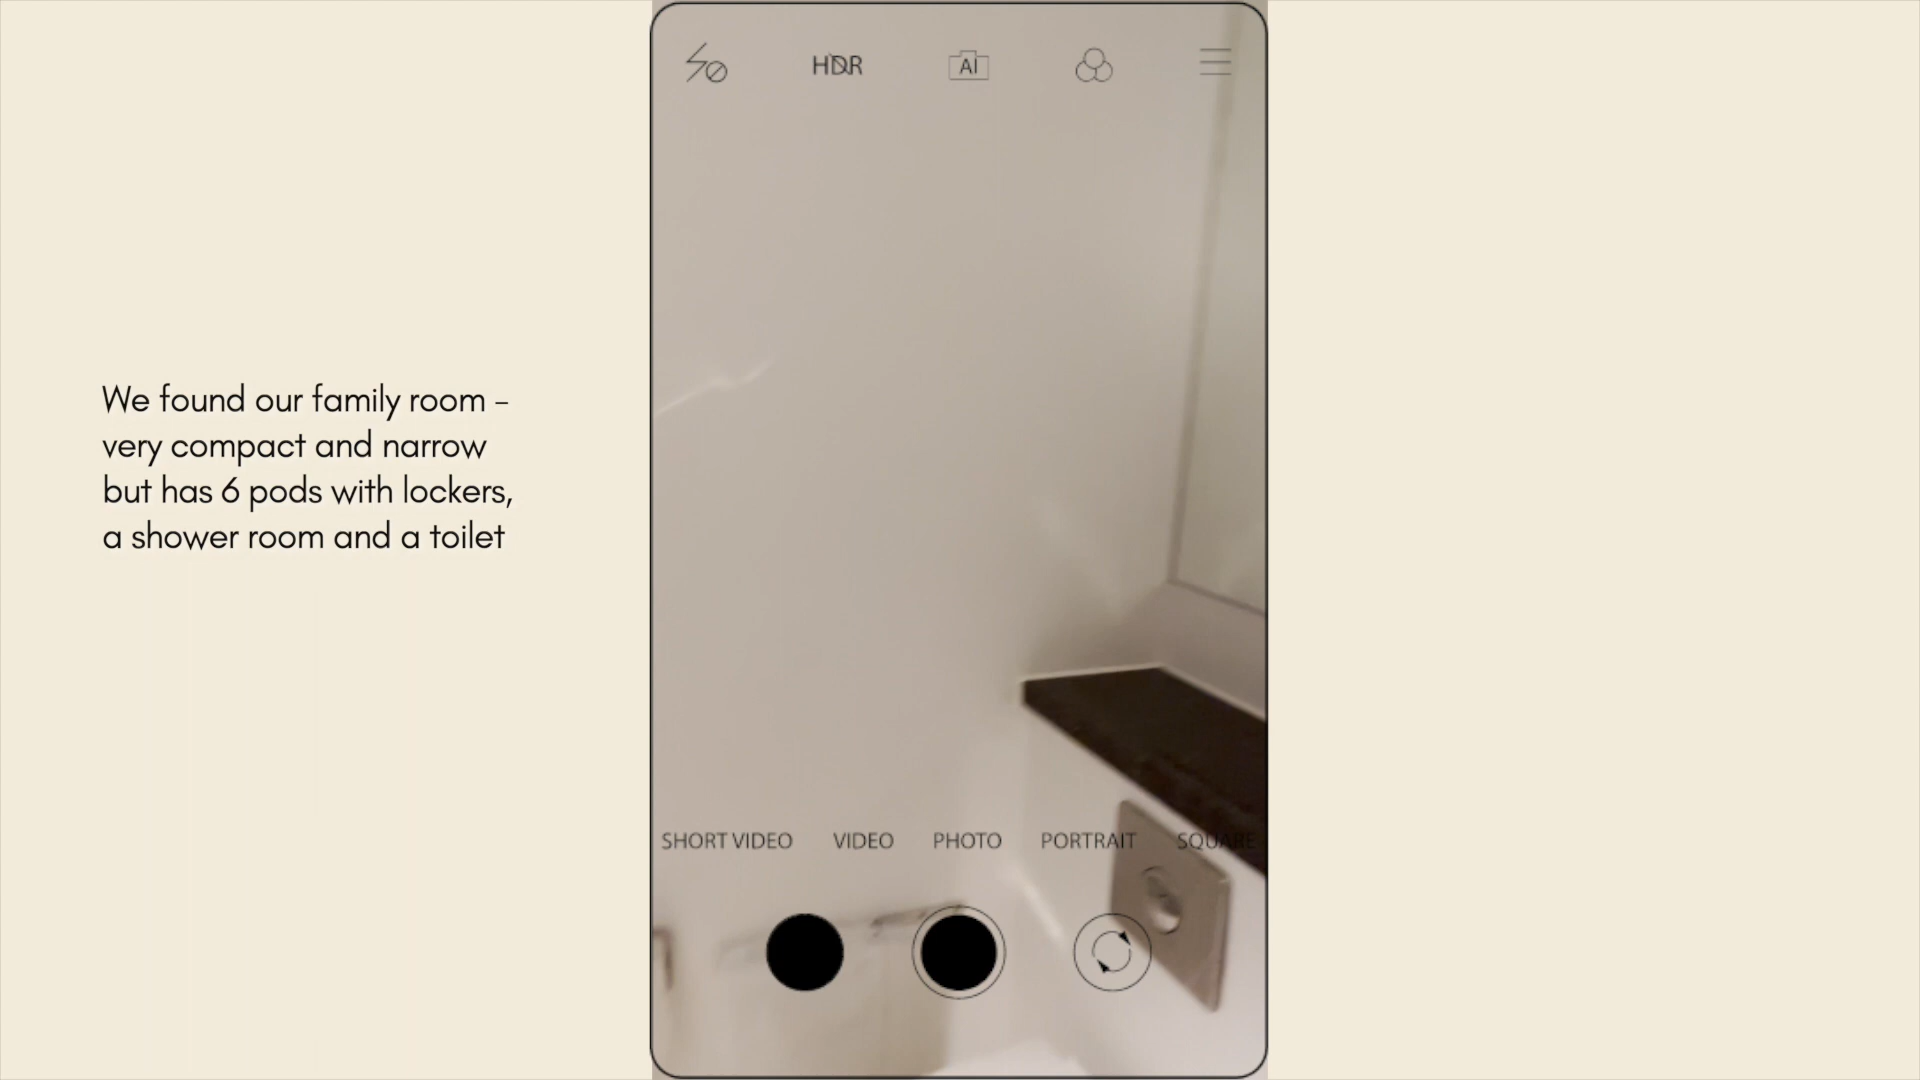 HDR
AI
We found our family room –
very compact and narrow
but has 6 pods with lockers,
a shower room and a toilet
SHORT VIDEO VIDEO PHOTO PORTRAIT SQUARE